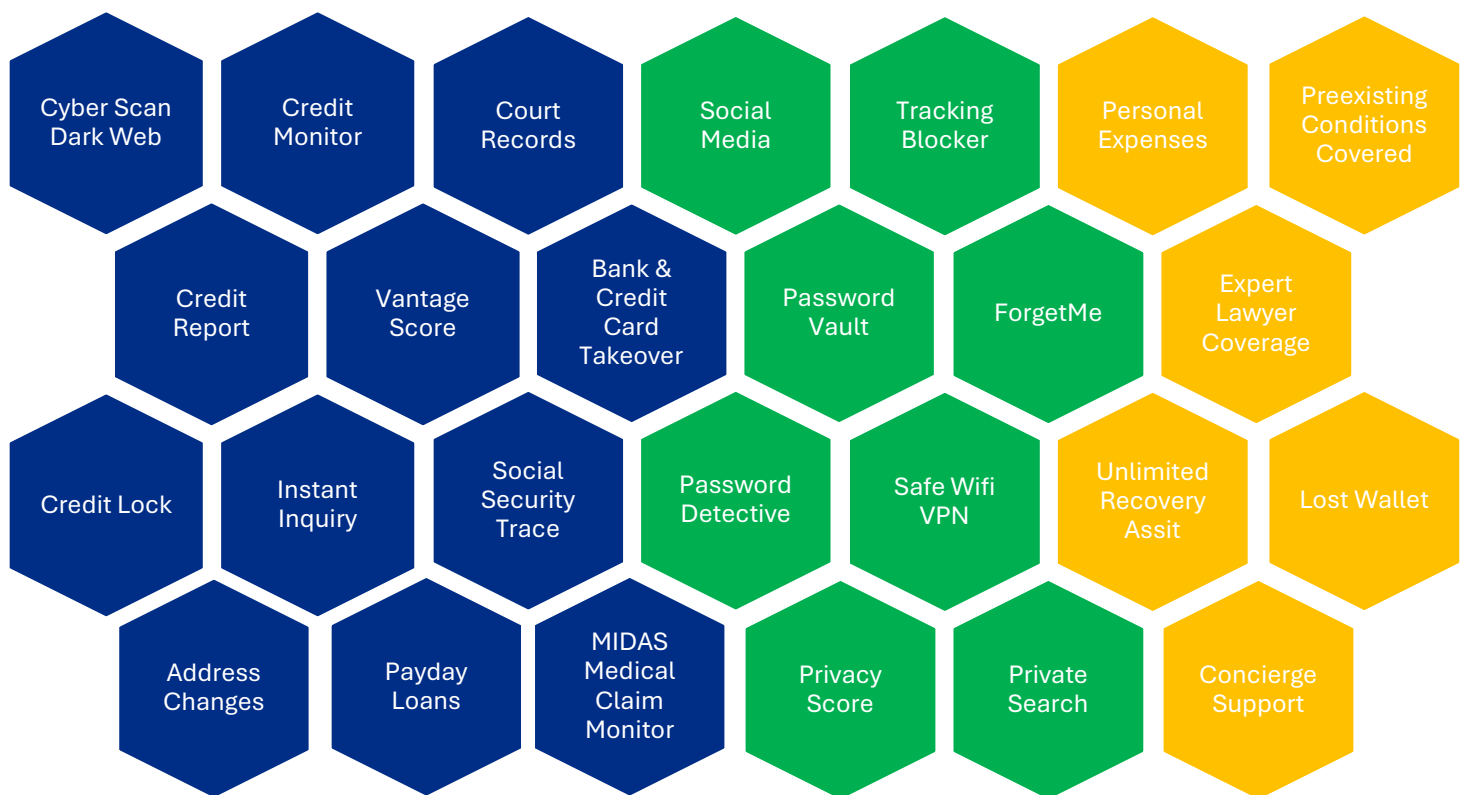 Cyber Scan
Dark Web
Credit
Monitor
Court
Records
Social
Media
Tracking
Blocker
Personal
Expenses
Preexisting
Conditions
Covered
Credit
Report
Vantage
Score
Bank &
Credit
Card
Takeover
Password
Vault
ForgetMe
Expert
Lawyer
Coverage
Credit Lock
Instant
Inquiry
Social
Security
Trace
Password
Detective
Safe Wifi
VPN
Unlimited
Recovery
Assit
Lost Wallet
Address
Changes
Payday
Loans
MIDAS
Medical
Claim
Monitor
Privacy
Score
Private
Search
Concierge
Support